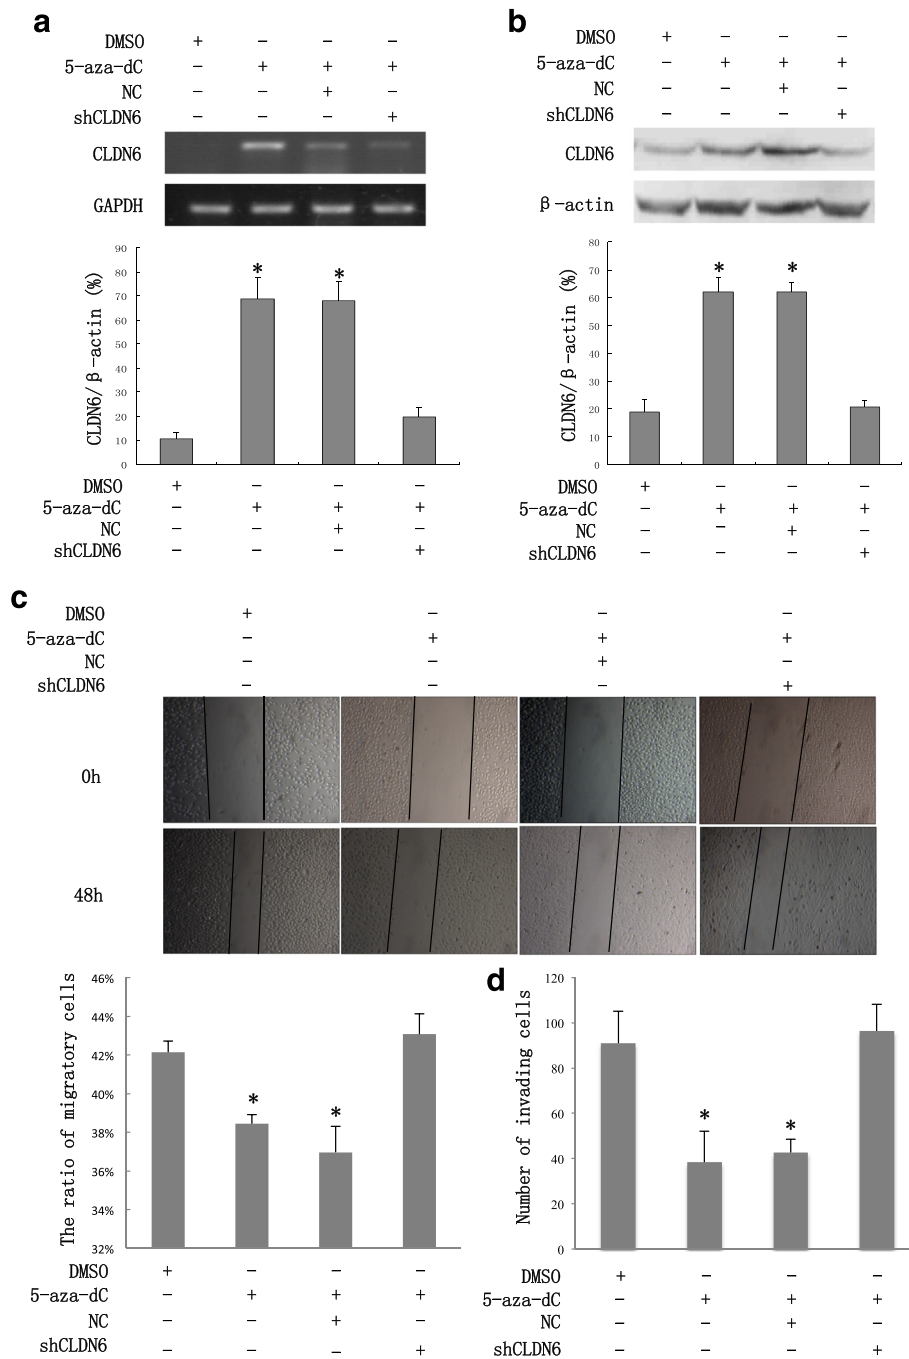 a
DMSO + − − −
5-aza-dC − + + +
NC − − + −
shCLDN6 − − − +
CLDN6
GAPDH
CLDN6/β-actin (%)
90
80
70
60
50
40
30
20
10
0
* *
DMSO + − − −
5-aza-dC − + + +
NC − − + −
shCLDN6 − − − +
b
DMSO + − − −
5-aza-dC − + + +
NC − − + −
shCLDN6 − − − +
CLDN6
β-actin
CLDN6/β-actin (%)
80
70
60
50
40
30
20
10
0
* *
DMSO + − − −
5-aza-dC − + + +
NC − − + −
shCLDN6 − − − +
c
DMSO + − − −
5-aza-dC − + + +
NC − − + −
shCLDN6 − − − +
0h
48h
The ratio of migratory cells
46%
44%
42%
40%
38%
36%
34%
32%
* *
DMSO + − − −
5-aza-dC − + + +
NC − − + −
shCLDN6 − − − +
d
Number of invading cells
120
100
80
60
40
20
0
* *
DMSO + − − −
5-aza-dC − + + +
NC − − + −
shCLDN6 − − − +